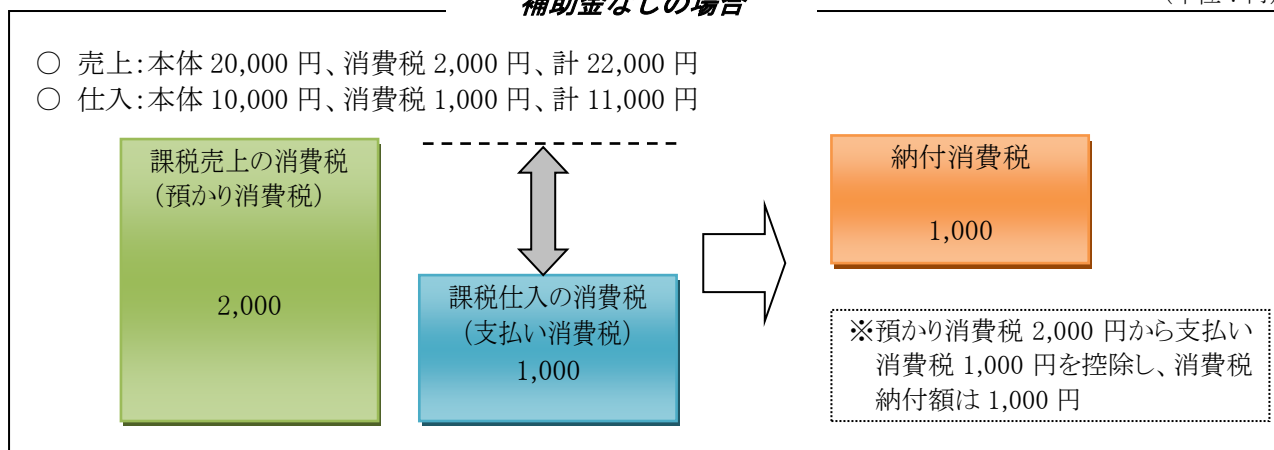 補助金なしの場合
○ 売上：本体 20,000 円、消費税 2,000 円、計 22,000 円
○ 仕入：本体 10,000 円、消費税 1,000 円、計 11,000 円
課税売上の消費税
（預かり消費税）
2,000
課税仕入の消費税
（支払い消費税）
1,000
納付消費税
1,000
※預かり消費税 2,000 円から支払い
消費税 1,000 円を控除し、消費税
納付額は 1,000 円